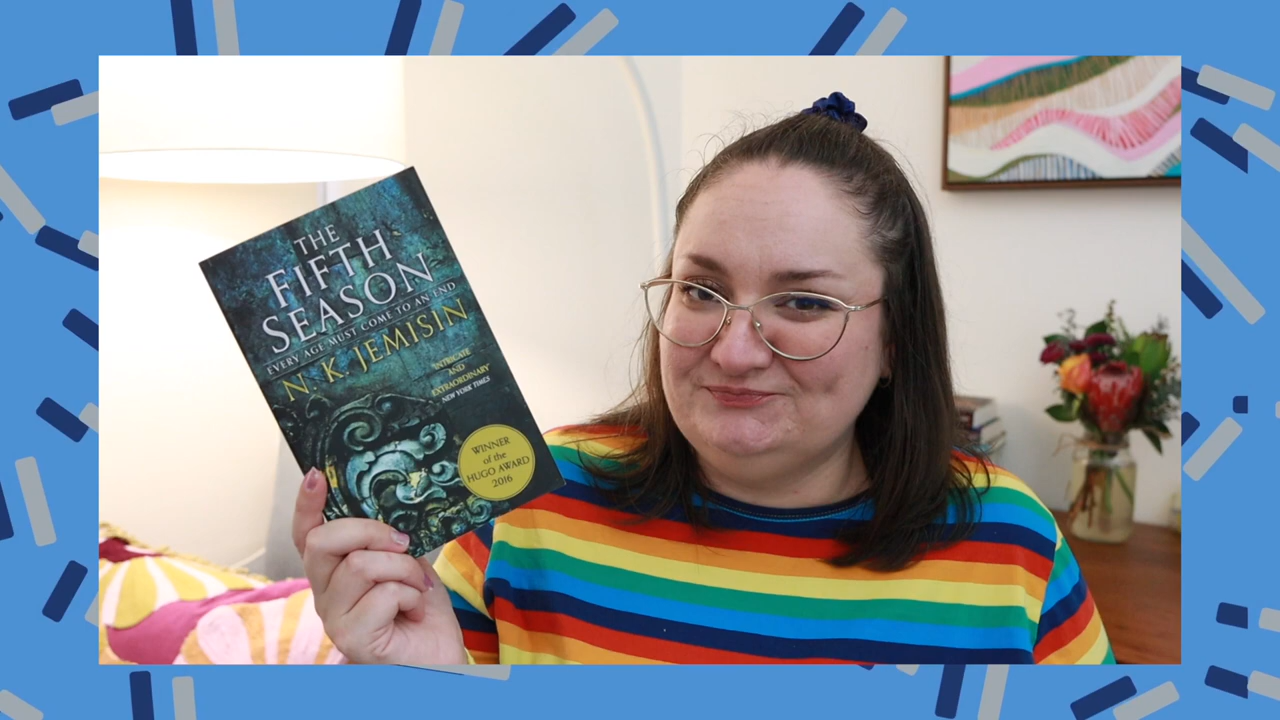 THE
FIFTH
SEASON
EVERY AGE MUST COME TO AN END
N. K. JEMISIN
'INTRICATE
AND
EXTRAORDINARY'
NEW YORK TIMES
WINNER
of the
HUGO AWARD
2016